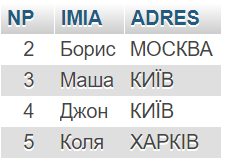 NP IMIA ADRES
2 Борис МОСКВА
3 Маша КИЇВ
4 Джон КИЇВ
5 Коля ХАРКІВ